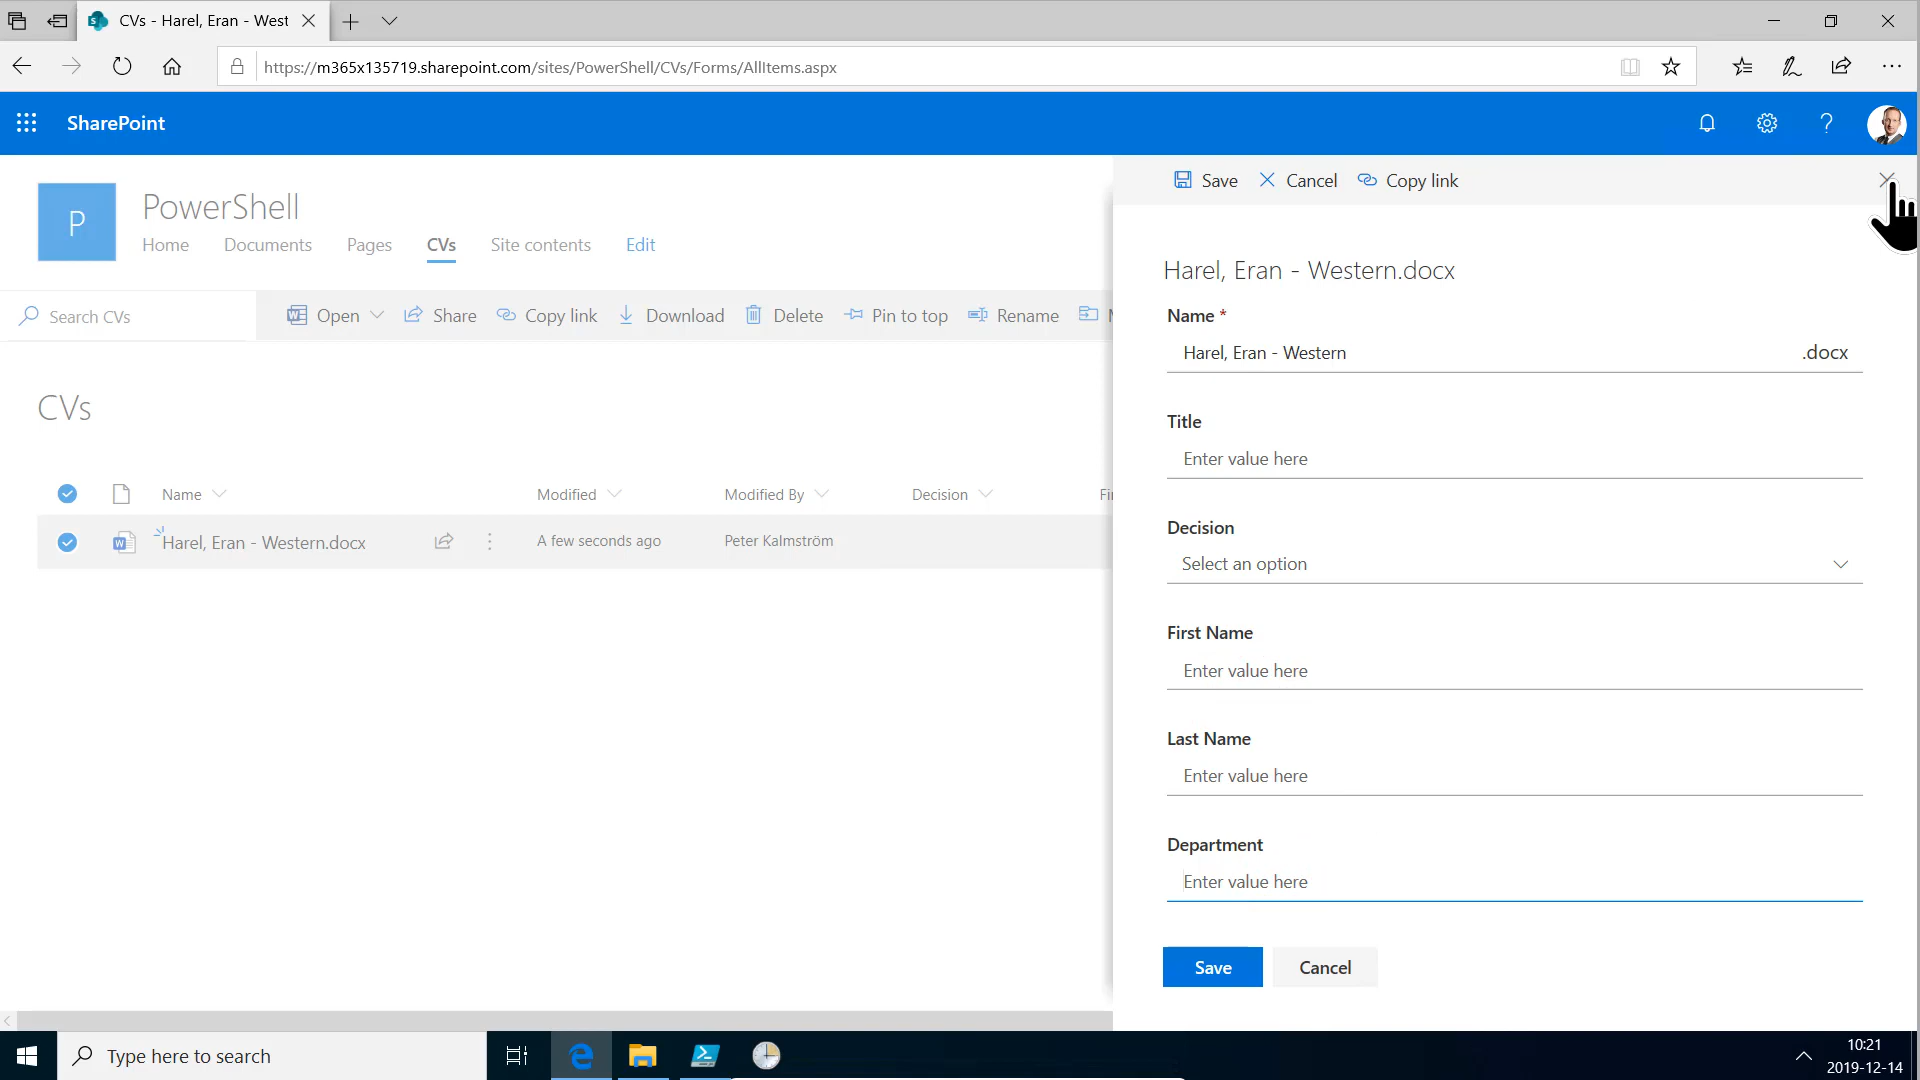 CVs - Harel, Eran - West
https://m365x135719.sharepoint.com/sites/PowerShell/CVs/Forms/AllItems.aspx
SharePoint
Save Cancel Copy link
P
PowerShell
Home Documents Pages CVs Site contents Edit
Search CVs
Open Share Copy link Download Delete Pin to top Rename
CVs
Name Modified Modified By Decision Fi
Harel, Eran - Western.docx A few seconds ago Peter Kalmström
Harel, Eran - Western.docx
Name *
Harel, Eran - Western .docx
Title
Enter value here
Decision
Select an option
First Name
Enter value here
Last Name
Enter value here
Department
Enter value here
Save Cancel
Type here to search
10:21
2019-12-14